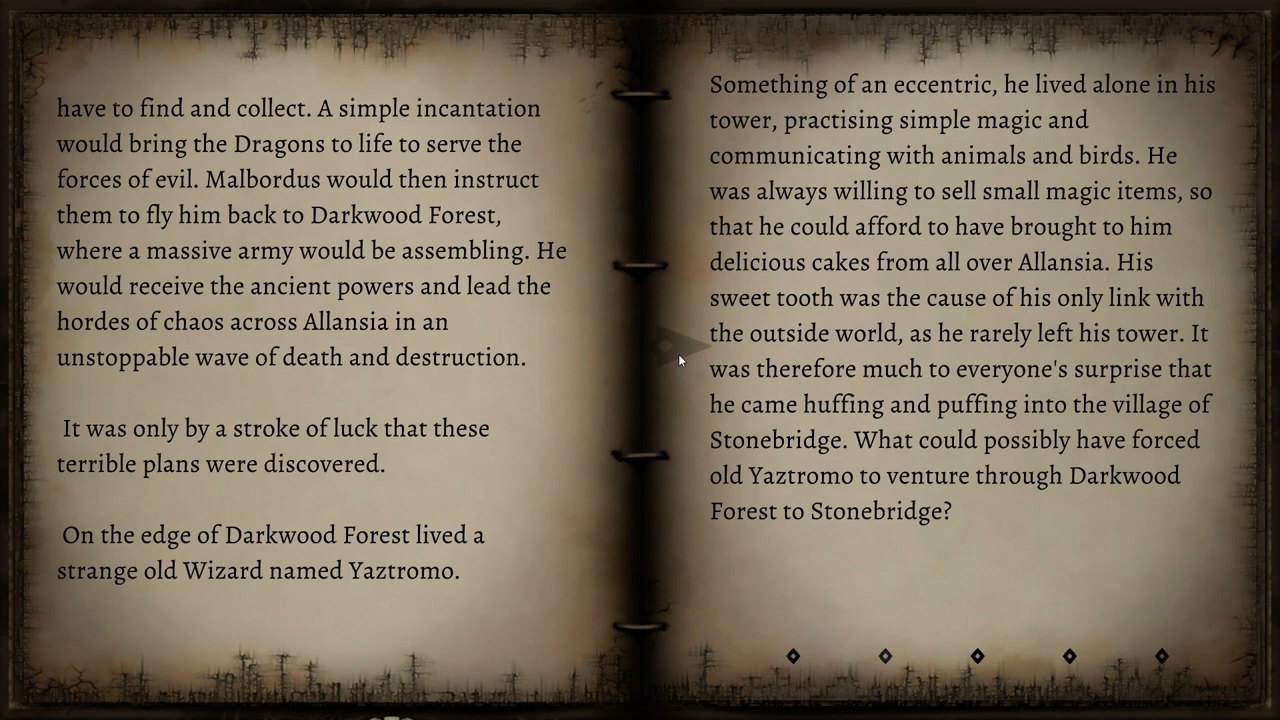 have to find and collect. A simple incantation
would bring the Dragons to life to serve the
forces of evil. Malbordus would then instruct
them to fly him back to Darkwood Forest,
where a massive army would be assembling. He
would receive the ancient powers and lead the
hordes of chaos across Allansia in an
unstoppable wave of death and destruction.
It was only by a stroke of luck that these
terrible plans were discovered.
On the edge of Darkwood Forest lived a
strange old Wizard named Yaztromo.
Something of an eccentric, he lived alone in his
tower, practising simple magic and
communicating with animals and birds. He
was always willing to sell small magic items, so
that he could afford to have brought to him
delicious cakes from all over Allansia. His
sweet tooth was the cause of his only link with
the outside world, as he rarely left his tower. It
was therefore much to everyone's surprise that
he came huffing and puffing into the village of
Stonebridge. What could possibly have forced
old Yaztromo to venture through Darkwood
Forest to Stonebridge?